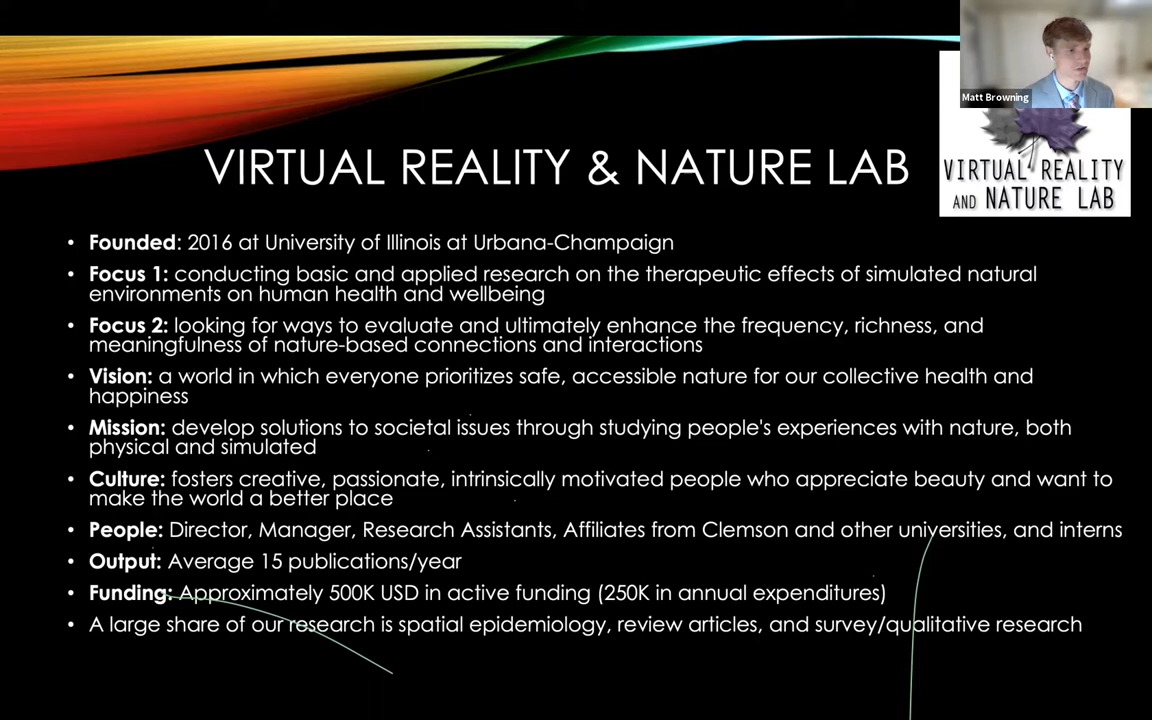 Matt Browning
VIRTUAL REALITY & NATURE LAB
VIRTUAL REALITY
AND NATURE LAB
• Founded: 2016 at University of Illinois at Urbana-Champaign
• Focus 1: conducting basic and applied research on the therapeutic effects of simulated natural
environments on human health and wellbeing
• Focus 2: looking for ways to evaluate and ultimately enhance the frequency, richness, and
meaningfulness of nature-based connections and interactions
• Vision: a world in which everyone prioritizes safe, accessible nature for our collective health and
happiness
• Mission: develop solutions to societal issues through studying people's experiences with nature, both
physical and simulated
• Culture: fosters creative, passionate, intrinsically motivated people who appreciate beauty and want to
make the world a better place
• People: Director, Manager, Research Assistants, Affiliates from Clemson and other universities, and interns
• Output: Average 15 publications/year
• Funding: Approximately 500K USD in active funding (250K in annual expenditures)
• A large share of our research is spatial epidemiology, review articles, and survey/qualitative research